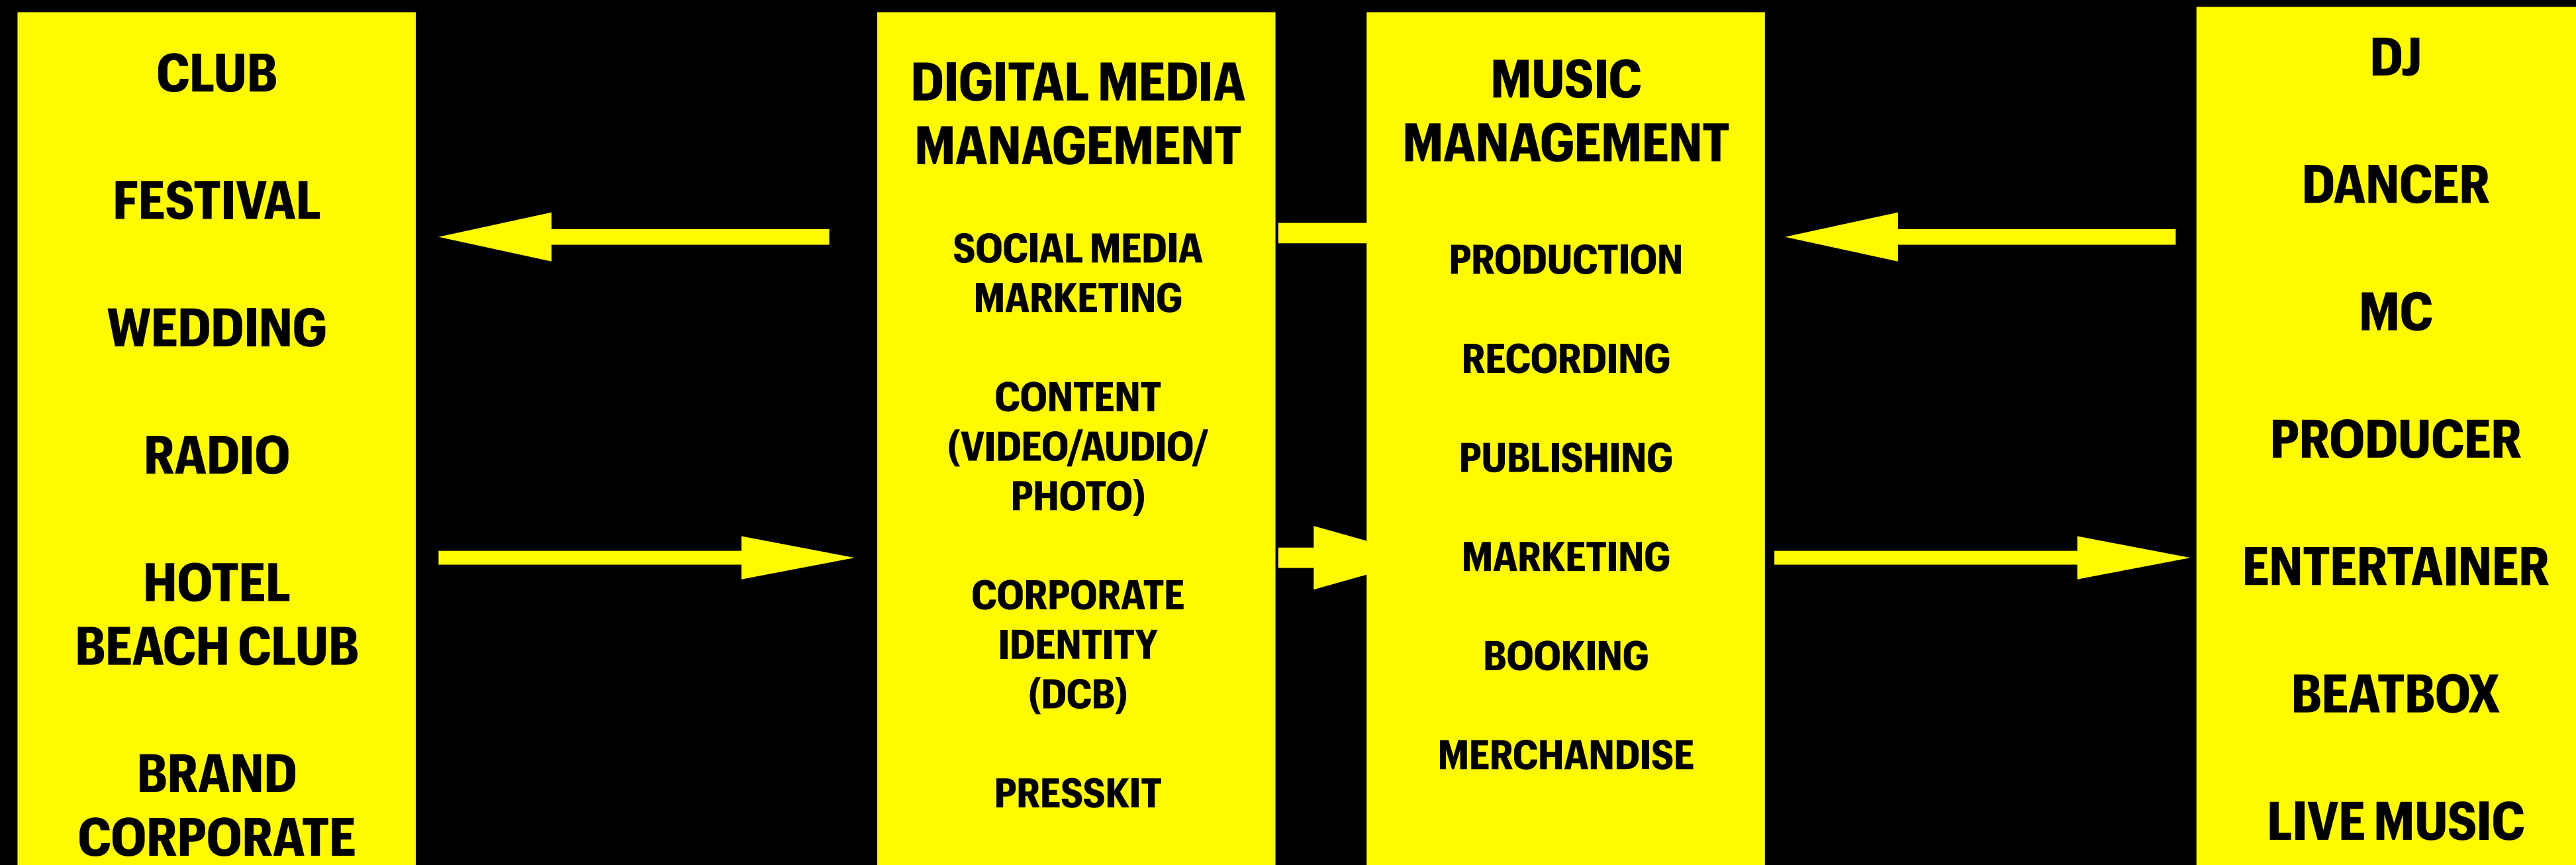 CLUB
FESTIVAL
WEDDING
RADIO
HOTEL
BEACH CLUB
BRAND
CORPORATE
DIGITAL MEDIA
MANAGEMENT
SOCIAL MEDIA
MARKETING
CONTENT
(VIDEO/AUDIO/
PHOTO)
CORPORATE
IDENTITY
(DCB)
PRESSKIT
MUSIC
MANAGEMENT
PRODUCTION
RECORDING
PUBLISHING
MARKETING
BOOKING
MERCHANDISE
DJ
DANCER
MC
PRODUCER
ENTERTAINER
BEATBOX
LIVE MUSIC